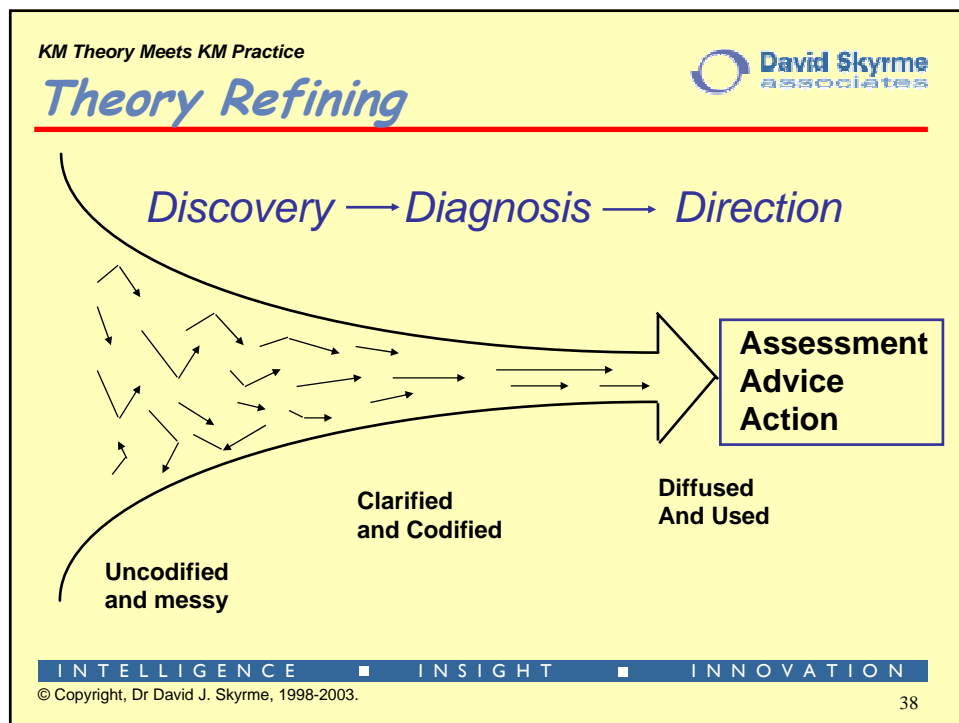 KM Theory Meets KM Practice
David Skyrme
associates
Theory Refining
Discovery Diagnosis Direction
Assessment
Advice
Action
Clarified
and Codified
Diffused
And Used
Uncodified
and messy
INTELLIGENCE ■ INSIGHT ■ INNOVATION
© Copyright, Dr David J. Skyrme, 1998-2003.
38